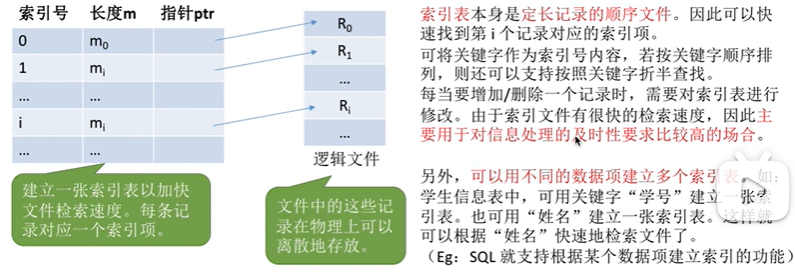 索引号 长度m 指针ptr
0 m0
1 mi
... ...
i mi
... ...
建立一张索引表以加快
文件检索速度。每条记
录对应一个索引项。
R0
R1
...
Ri
...
逻辑文件
文件中的这些记
录在物理上可以
离散地存放。
索引表本身是定长记录的顺序文件。因此可以快
速找到第 i 个记录对应的索引项。
可将关键字作为索引号内容，若按关键字顺序排
列，则还可以支持按照关键字折半查找。
每当要增加/删除一个记录时，需要对索引表进行
修改。由于索引文件有很快的检索速度，因此主
要用于对信息处理的及时性要求比较高的场合。
另外，可以用不同的数据项建立多个索引表。如：
学生信息表中，可用关键字“学号”建立一张索
引表。也可用“姓名”建立一张索引表。这样就
可以根据“姓名”快速地检索文件了。
（Eg：SQL 就支持根据某个数据项建立索引的功能）